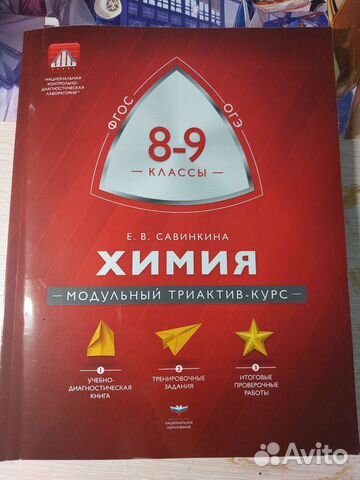 НАЦИОНАЛЬНАЯ
КОНТРОЛЬНО-
ДИАГНОСТИЧЕСКАЯ
ЛАБОРАТОРИЯ™
ФГОС
ОГЭ
8-9
КЛАССЫ
Е. В. САВИНКИНА
ХИМИЯ
МОДУЛЬНЫЙ ТРИАКТИВ-КУРС
1
УЧЕБНО-
ДИАГНОСТИЧЕСКАЯ
КНИГА
2
ТРЕНИРОВОЧНЫЕ
ЗАДАНИЯ
3
ИТОГОВЫЕ
ПРОВЕРОЧНЫЕ
РАБОТЫ
НАЦИОНАЛЬНОЕ
ОБРАЗОВАНИЕ
Avito